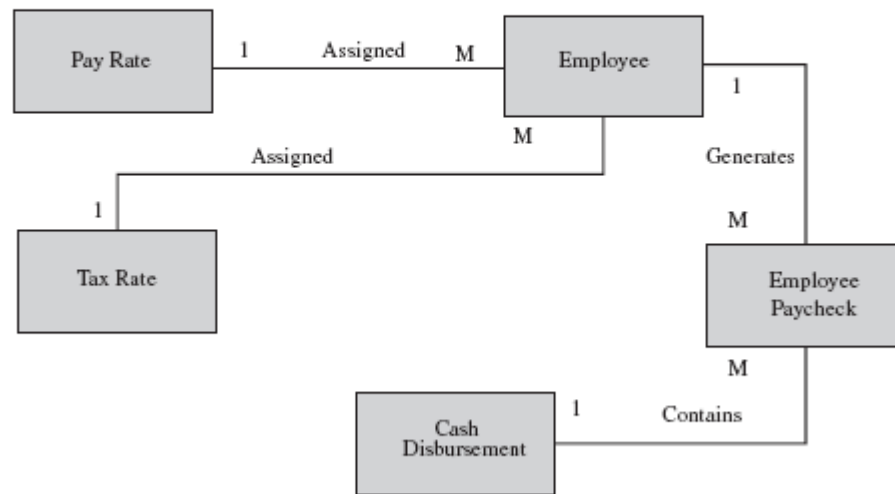 Pay Rate
1
Assigned
M
Employee
1
M
Assigned
Generates
1
M
Tax Rate
Employee
Paycheck
M
1
Contains
Cash
Disbursement